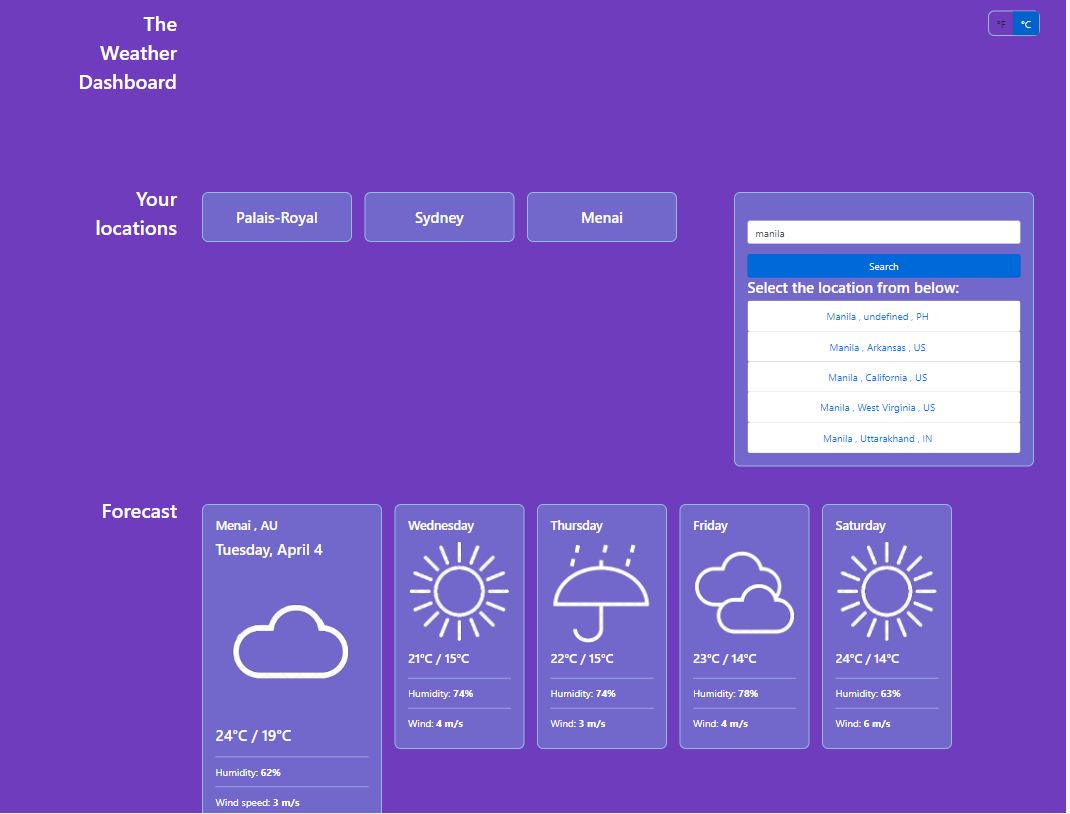 The
Weather
Dashboard
°F °C
Your
locations
Palais-Royal
Sydney
Menai
manila
Search
Select the location from below:
Manila , undefined , PH
Manila , Arkansas , US
Manila , California , US
Manila , West Virginia , US
Manila , Uttarakhand , IN
Forecast
Menai , AU
Tuesday, April 4
24°C / 19°C
Humidity: 62%
Wind speed: 3 m/s
Wednesday
21°C / 15°C
Humidity: 74%
Wind: 4 m/s
Thursday
22°C / 15°C
Humidity: 74%
Wind: 3 m/s
Friday
23°C / 14°C
Humidity: 78%
Wind: 4 m/s
Saturday
24°C / 14°C
Humidity: 63%
Wind: 6 m/s